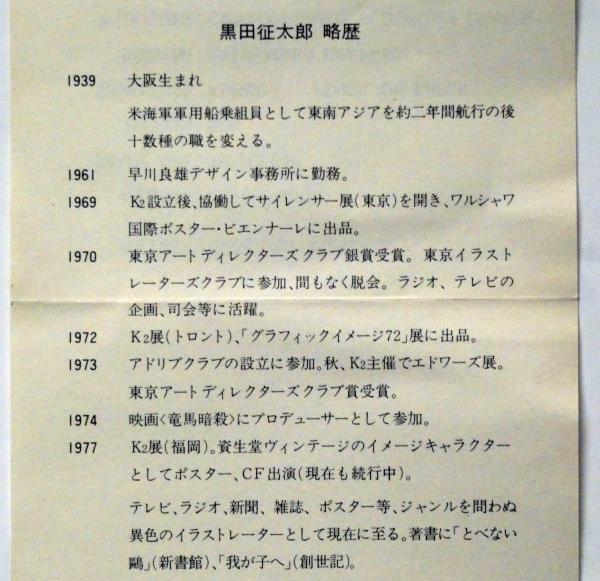 黒田征太郎 略歴
1939 大阪生まれ
米海軍軍用船乗組員として東南アジアを約二年間航行の後
十数種の職を変える。
1961 早川良雄デザイン事務所に勤務。
1969 K2設立後、協働してサイレンサー展(東京)を開き、ワルシャワ
国際ポスター・ビエンナーレに出品。
1970 東京アートディレクターズクラブ銀賞受賞。東京イラスト
レーターズクラブに参加、間もなく脱会。ラジオ、テレビの
企画、司会等に活躍。
1972 K2展(トロント)、「グラフィックイメージ72」展に出品。
1973 アドリブクラブの設立に参加。秋、K2主催でエドワーズ展。
東京アートディレクターズクラブ賞受賞。
1974 映画〈竜馬暗殺〉にプロデューサーとして参加。
1977 K2展(福岡)。資生堂ヴィンテージのイメージキャラクター
としてポスター、CF出演(現在も続行中)。
テレビ、ラジオ、新聞、雑誌、ポスター等、ジャンルを問わぬ
異色のイラストレーターとして現在に至る。著書に「とべない
鷗」(新書館)、「我が子へ」(創世記)。